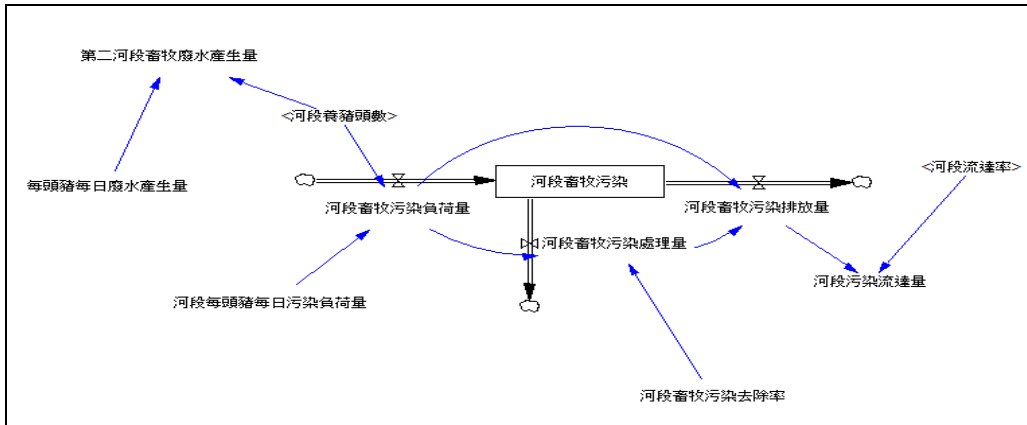 第二河段畜牧廢水產生量
<河段養豬頭數>
<河段流達率>
每頭豬每日廢水產生量
河段畜牧污染
河段畜牧污染負荷量
河段畜牧污染排放量
河段畜牧污染處理量
河段污染流達量
河段每頭豬每日污染負荷量
河段畜牧污染去除率